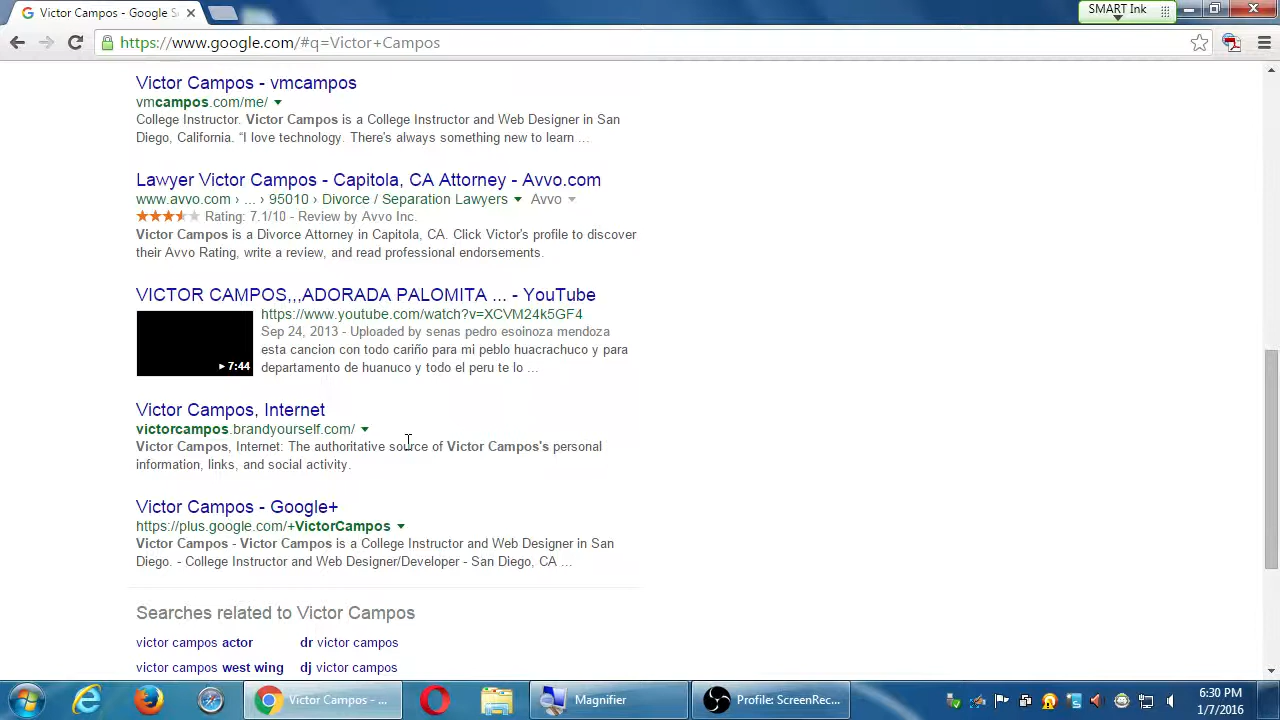 Victor Campos - Google Se
SMART Ink
https://www.google.com/#q=Victor+Campos
Victor Campos - vmcampos
vmcampos.com/me/
College Instructor. Victor Campos is a College Instructor and Web Designer in San
Diego, California. “I love technology. There's always something new to learn ...
Lawyer Victor Campos - Capitola, CA Attorney - Avvo.com
www.avvo.com › ... › 95010 › Divorce / Separation Lawyers Avvo
Rating: 7.1/10 - Review by Avvo Inc.
Victor Campos is a Divorce Attorney in Capitola, CA. Click Victor's profile to discover
their Avvo Rating, write a review, and read professional endorsements.
VICTOR CAMPOS,,,ADORADA PALOMITA ... - YouTube
https://www.youtube.com/watch?v=XCVM24k5GF4
Sep 24, 2013 - Uploaded by senas pedro esoinoza mendoza
esta cancion con todo cariño para mi peblo huacrachuco y para
departamento de huanuco y todo el peru te lo ...
7:44
Victor Campos, Internet
victorcampos.brandyourself.com/
Victor Campos, Internet: The authoritative source of Victor Campos's personal
information, links, and social activity.
Victor Campos - Google+
https://plus.google.com/+VictorCampos
Victor Campos - Victor Campos is a College Instructor and Web Designer in San
Diego. - College Instructor and Web Designer/Developer - San Diego, CA ...
Searches related to Victor Campos
victor campos actor dr victor campos
victor campos west wing dj victor campos
Victor Campos - ...
Magnifier
Profile: ScreenRec...
6:30 PM
1/7/2016